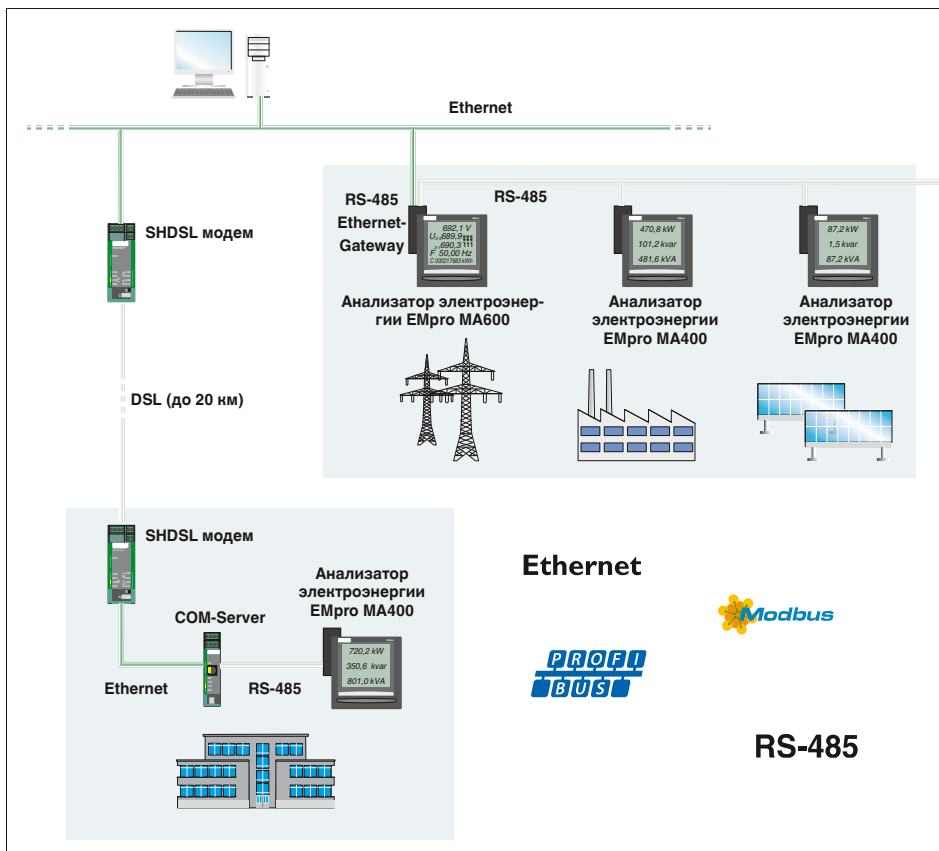 Ethernet
RS-485
Ethernet-
Gateway
RS-485
692,1 V
U₂₋₃689,9
690,3
F 50,00 Hz
C 000217683 kWh
470,8 kW
101,2 kvar
481,6 kVA
87,2 kW
1,5 kvar
87,2 kVA
SHDSL модем
Анализатор электроэнер-
гии EMpro MA600
Анализатор
электроэнергии
EMpro MA400
Анализатор
электроэнергии
EMpro MA400
DSL (до 20 км)
SHDSL модем
COM-Server
Анализатор
электроэнергии
EMpro MA400
720,2 kW
350,6 kvar
801,0 kVA
Ethernet
RS-485
Ethernet
Modbus
PROFI
BUS
RS-485